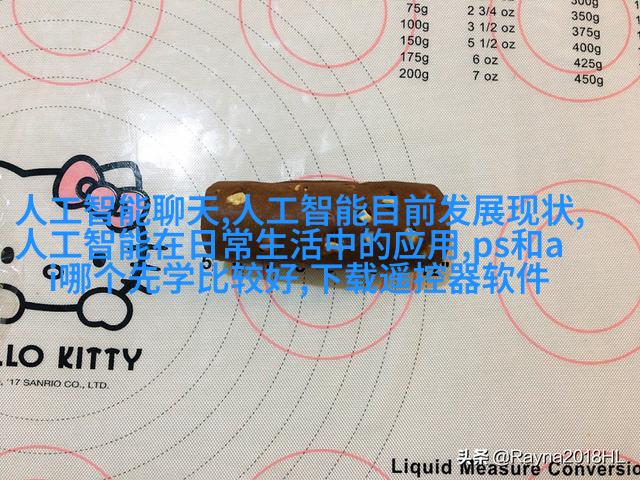 300g
75g 2 3/4 oz 350g
100g 3 1/2 oz 375g
150g 5 1/2 oz 400g
175g 6 oz 425g
200g 7 oz 450g
人工智能聊天,人工智能目前发展现状,
人工智能在日常生活中的应用,ps和a
i哪个先学比较好,下载遥控器软件
5
LLO KITTY
'17 SANRIO CO., LTD.
头条 @Rayna2018HL
Liquid Measure Conversio